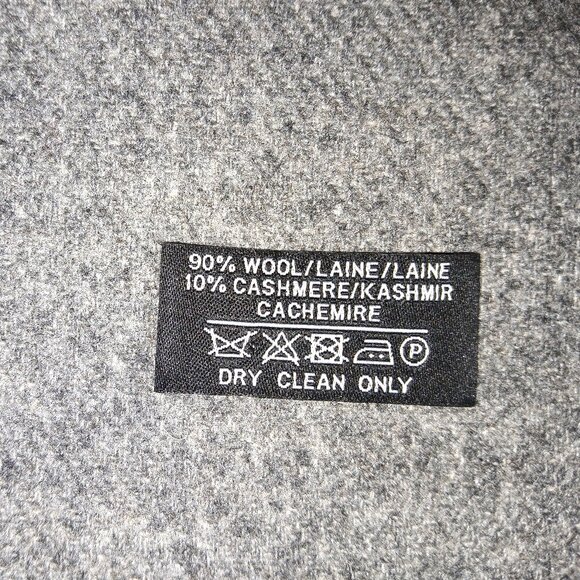 90% WOOL/LAINE/LAINE
10% CASHMERE/KASHMIR
CACHEMIRE
P
DRY CLEAN ONLY